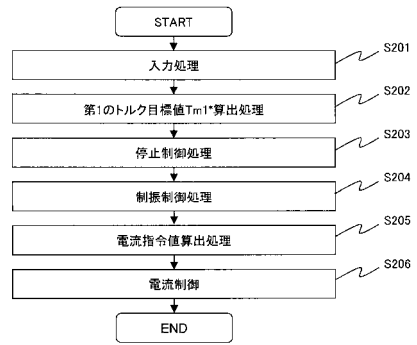 START
入力処理
S201
第1のトルク目標値Tm1*算出処理
S202
停止制御処理
S203
制振制御処理
S204
電流指令値算出処理
S205
電流制御
S206
END